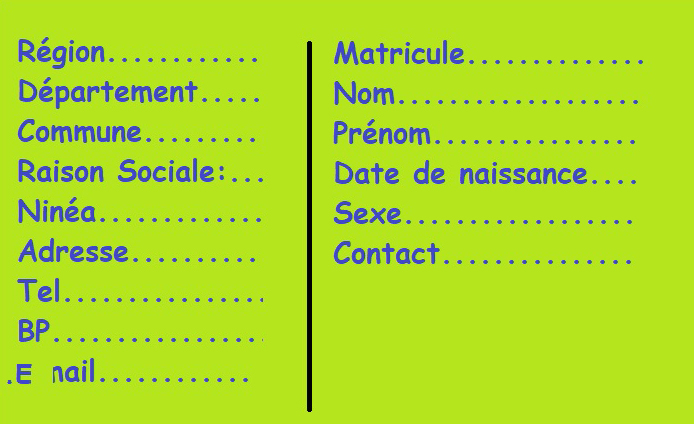 Région............
Département.....
Commune.........
Raison Sociale:...
Ninéa.............
Adresse..........
Tel................
BP.................
.E nail............
Matricule..............
Nom...................
Prénom................
Date de naissance....
Sexe..................
Contact...............